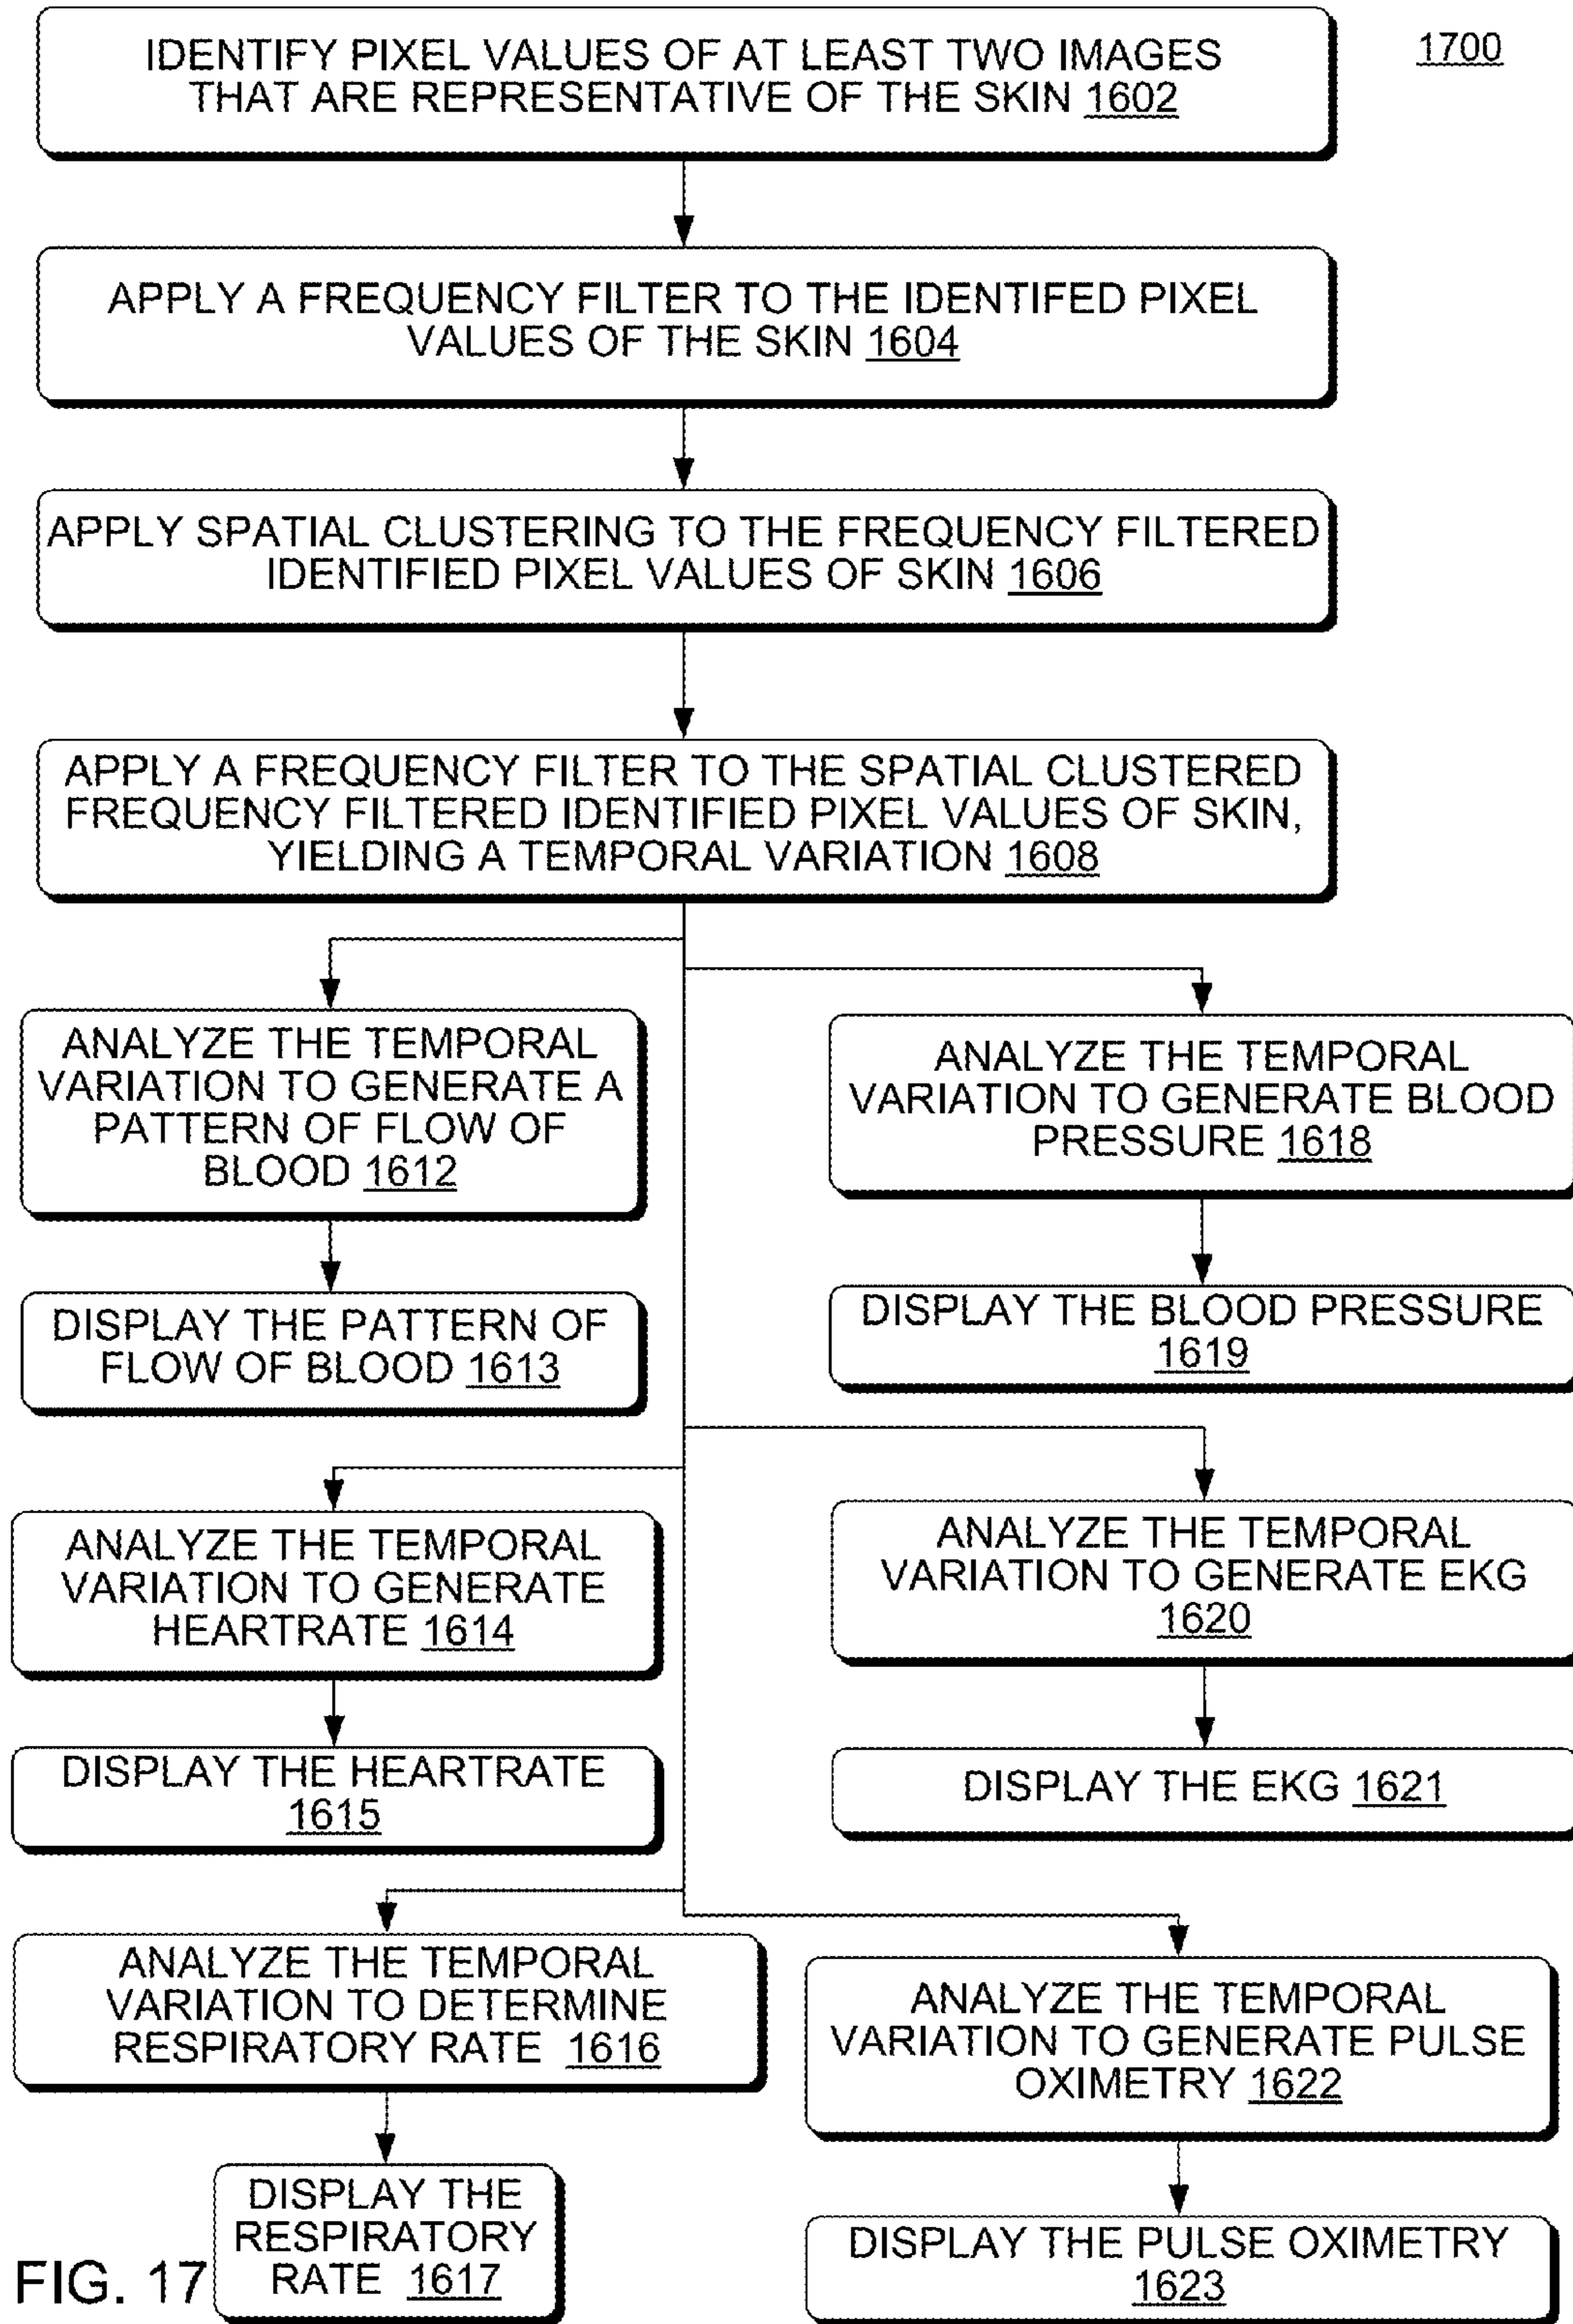 IDENTIFY PIXEL VALUES OF AT LEAST TWO IMAGES
THAT ARE REPRESENTATIVE OF THE SKIN 1602
1700
APPLY A FREQUENCY FILTER TO THE IDENTIFED PIXEL
VALUES OF THE SKIN 1604
APPLY SPATIAL CLUSTERING TO THE FREQUENCY FILTERED
IDENTIFIED PIXEL VALUES OF SKIN 1606
APPLY A FREQUENCY FILTER TO THE SPATIAL CLUSTERED
FREQUENCY FILTERED IDENTIFIED PIXEL VALUES OF SKIN,
YIELDING A TEMPORAL VARIATION 1608
ANALYZE THE TEMPORAL
VARIATION TO GENERATE A
PATTERN OF FLOW OF
BLOOD 1612
ANALYZE THE TEMPORAL
VARIATION TO GENERATE BLOOD
PRESSURE 1618
DISPLAY THE PATTERN OF
FLOW OF BLOOD 1613
DISPLAY THE BLOOD PRESSURE
1619
ANALYZE THE TEMPORAL
VARIATION TO GENERATE
HEARTRATE 1614
ANALYZE THE TEMPORAL
VARIATION TO GENERATE EKG
1620
DISPLAY THE HEARTRATE
1615
DISPLAY THE EKG 1621
ANALYZE THE TEMPORAL
VARIATION TO DETERMINE
RESPIRATORY RATE 1616
ANALYZE THE TEMPORAL
VARIATION TO GENERATE PULSE
OXIMETRY 1622
DISPLAY THE
RESPIRATORY
RATE 1617
DISPLAY THE PULSE OXIMETRY
1623
FIG. 17